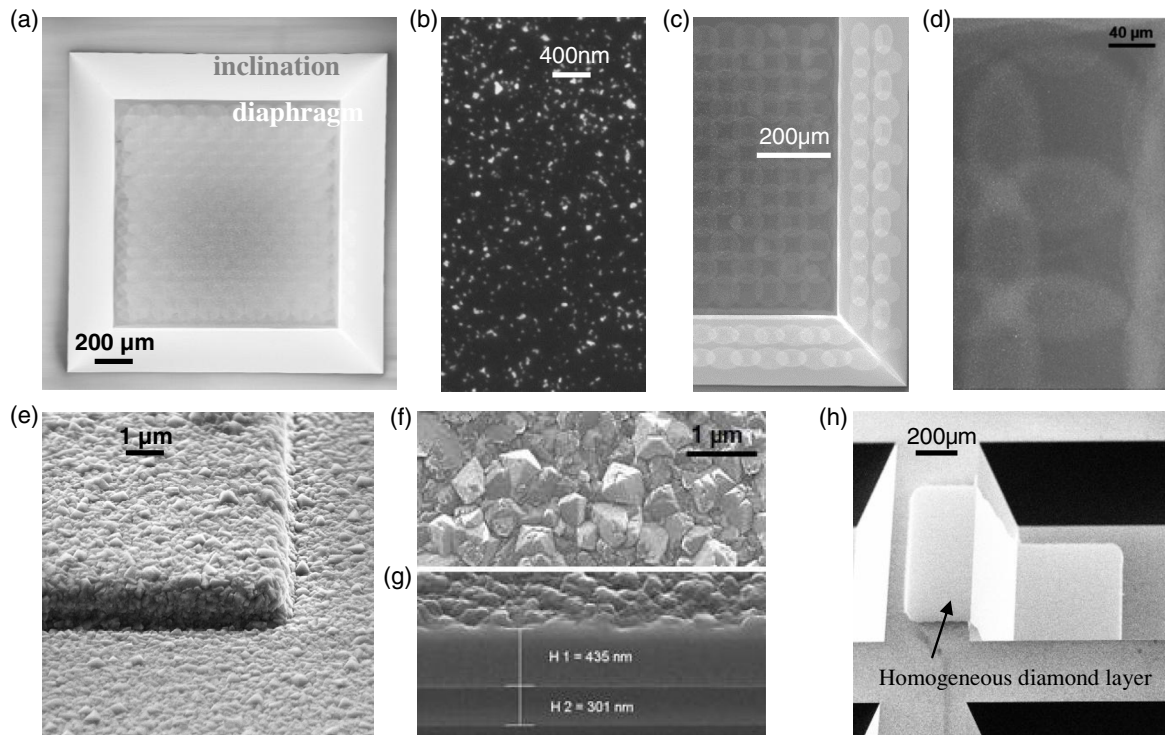 (a)
inclination
diaphragm
200 µm
(b)
400nm
(c)
200µm
(d)
40 µm
(e)
1 µm
(f)
1 µm
(g)
H 1 = 435 nm
H 2 = 301 nm
(h)
200µm
Homogeneous diamond layer